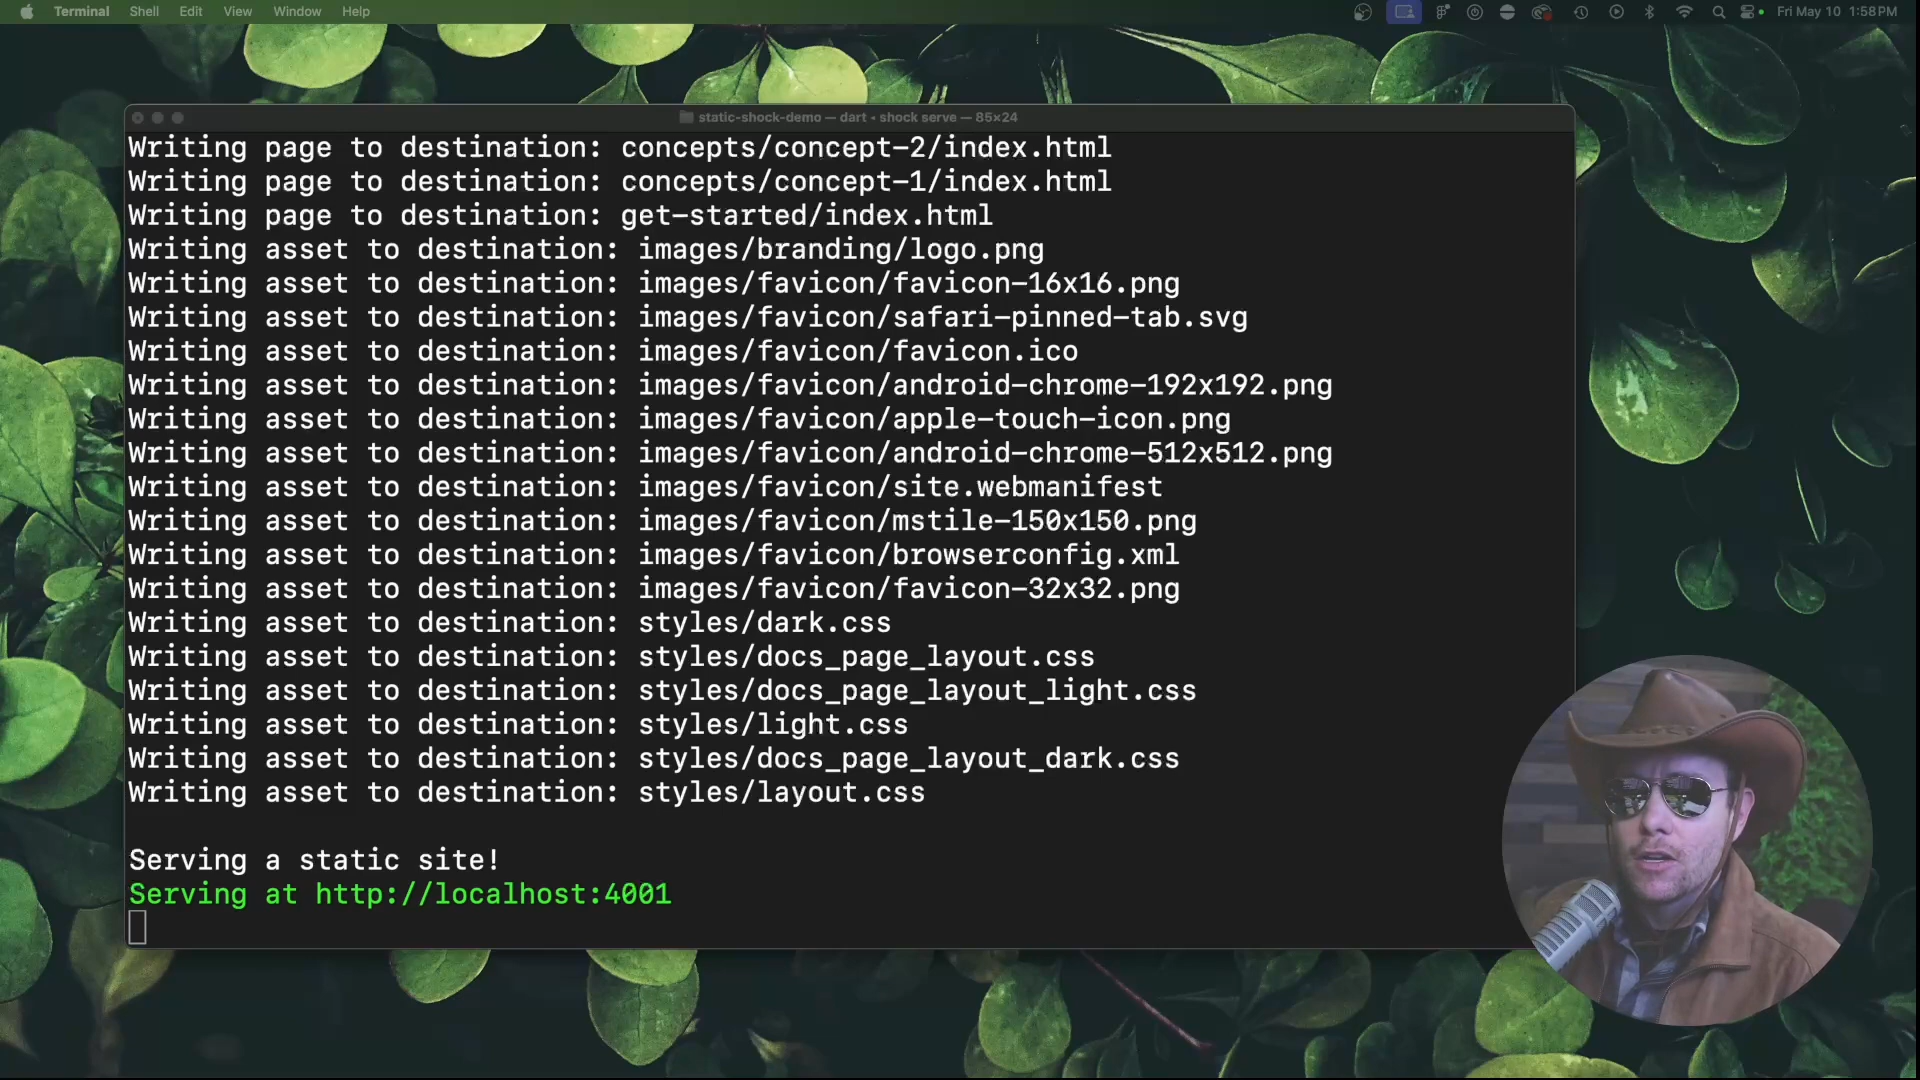 Terminal Shell Edit View Window Help Fri May 10 1:58 PM
static-shock-demo — dart ◂ shock serve — 85×24
Writing page to destination: concepts/concept-2/index.html
Writing page to destination: concepts/concept-1/index.html
Writing page to destination: get-started/index.html
Writing asset to destination: images/branding/logo.png
Writing asset to destination: images/favicon/favicon-16x16.png
Writing asset to destination: images/favicon/safari-pinned-tab.svg
Writing asset to destination: images/favicon/favicon.ico
Writing asset to destination: images/favicon/android-chrome-192x192.png
Writing asset to destination: images/favicon/apple-touch-icon.png
Writing asset to destination: images/favicon/android-chrome-512x512.png
Writing asset to destination: images/favicon/site.webmanifest
Writing asset to destination: images/favicon/mstile-150x150.png
Writing asset to destination: images/favicon/browserconfig.xml
Writing asset to destination: images/favicon/favicon-32x32.png
Writing asset to destination: styles/dark.css
Writing asset to destination: styles/docs_page_layout.css
Writing asset to destination: styles/docs_page_layout_light.css
Writing asset to destination: styles/light.css
Writing asset to destination: styles/docs_page_layout_dark.css
Writing asset to destination: styles/layout.css
Serving a static site!
Serving at http://localhost:4001